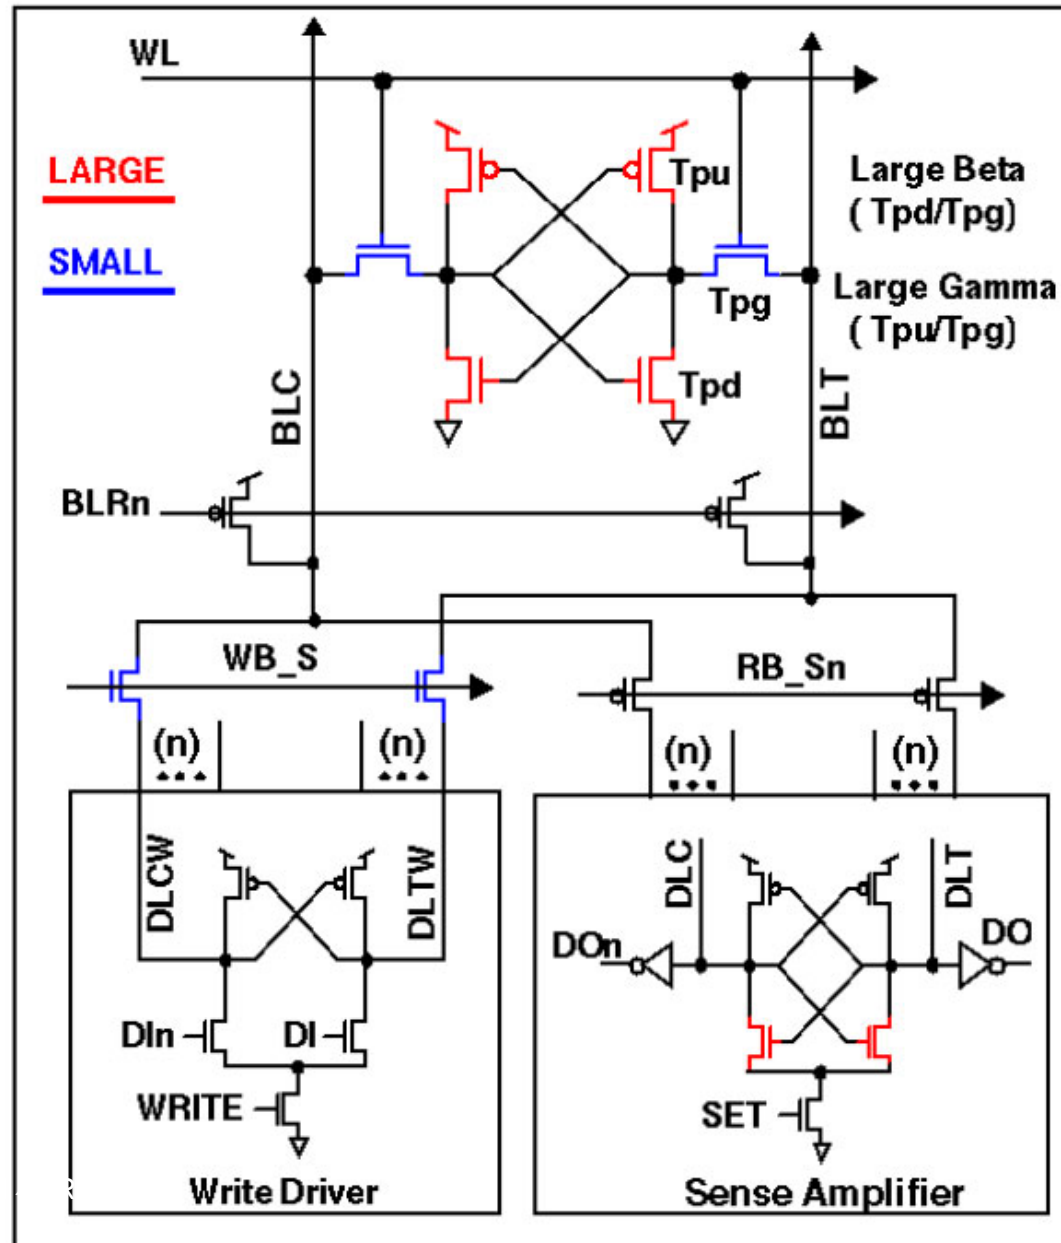 WL
LARGE
SMALL
Tpu
Large Beta
( Tpd/Tpg)
Tpg
Large Gamma
( Tpu/Tpg)
Tpd
BLC
BLT
BLRn
WB_S
RB_Sn
(n)
(n)
(n)
(n)
DLCW
DLTW
DLC
DLT
DOn
DO
DIn
DI
WRITE
SET
Write Driver
Sense Amplifier